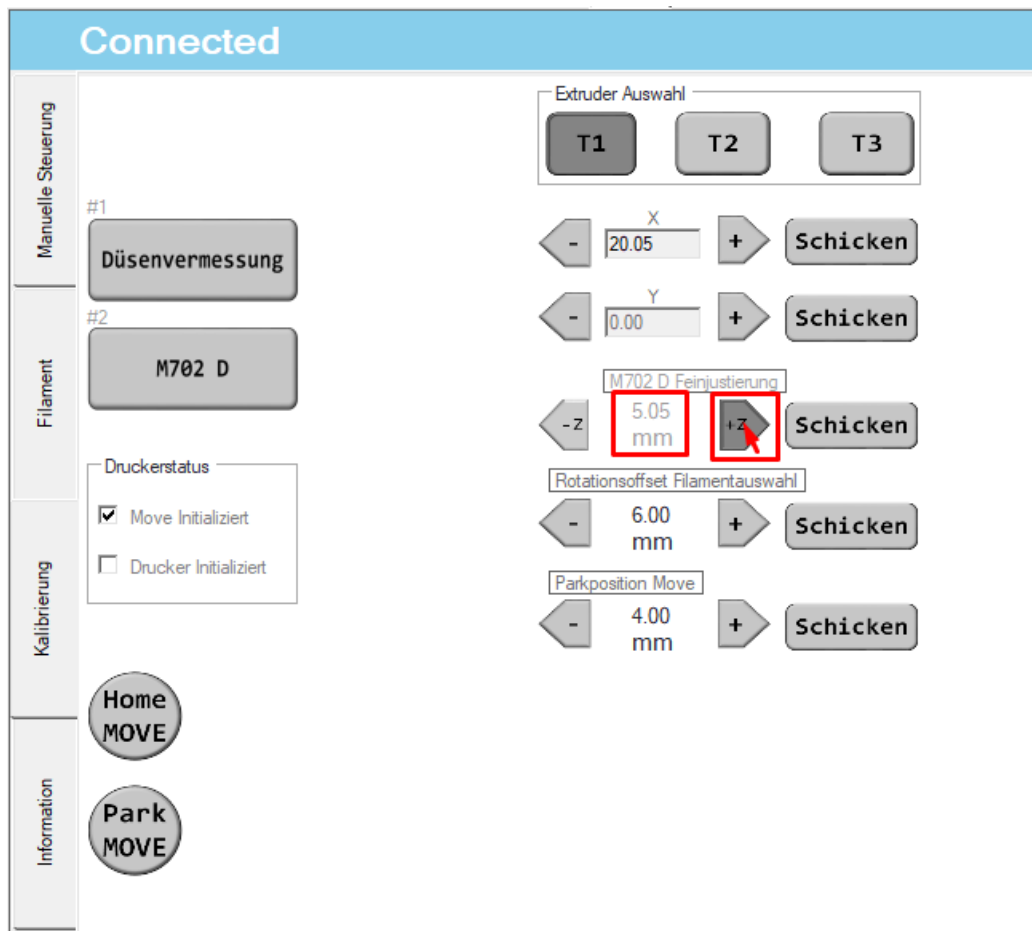 Connected
Manuelle Steuerung
Filament
Kalibrierung
Information
#1
Düsenvermessung
#2
M702 D
Druckerstatus
Move Initializiert
Drucker Initializiert
Home
MOVE
Park
MOVE
Extruder Auswahl
T1 T2 T3
X
- 20.05 + Schicken
Y
- 0.00 + Schicken
M702 D Feinjustierung
-Z 5.05 mm +Z Schicken
Rotationsoffset Filamentauswahl
- 6.00 mm + Schicken
Parkposition Move
- 4.00 mm + Schicken